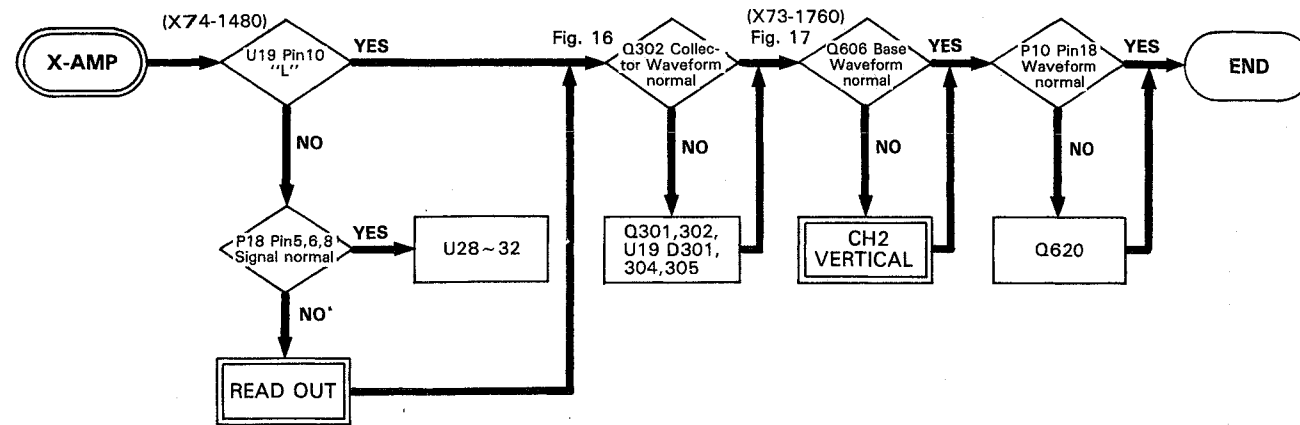 X-AMP
(X74-1480)
U19 Pin10
"L"
YES
NO
P18 Pin5,6,8
Signal normal
YES
U28~32
NO
READ OUT
Fig. 16
Q302 Collec-
tor Waveform
normal
NO
Q301,302,
U19 D301,
304,305
(X73-1760)
Fig. 17
Q606 Base
Waveform
normal
YES
NO
CH2
VERTICAL
P10 Pin18
Waveform
normal
YES
NO
Q620
END